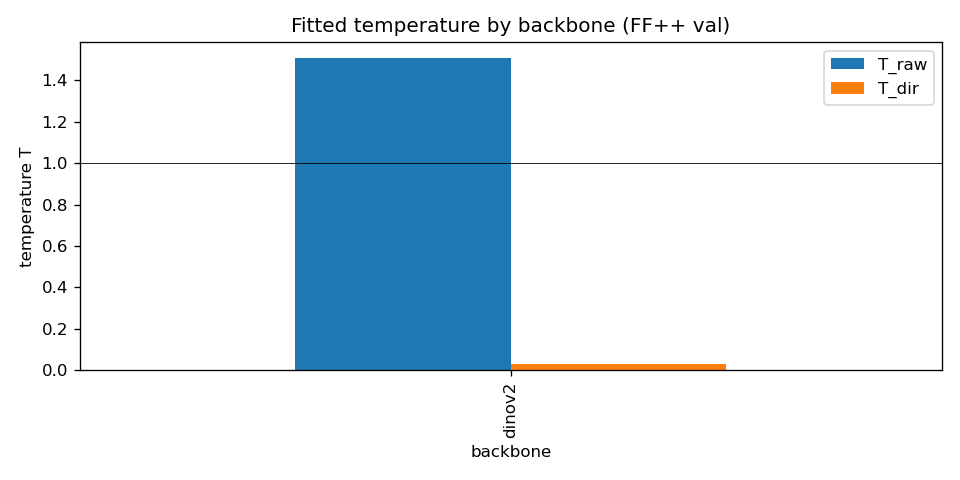 Fitted temperature by backbone (FF++ val)
T_raw
T_dir
1.4
1.2
1.0
0.8
0.6
0.4
0.2
0.0
temperature T
dinov2
backbone